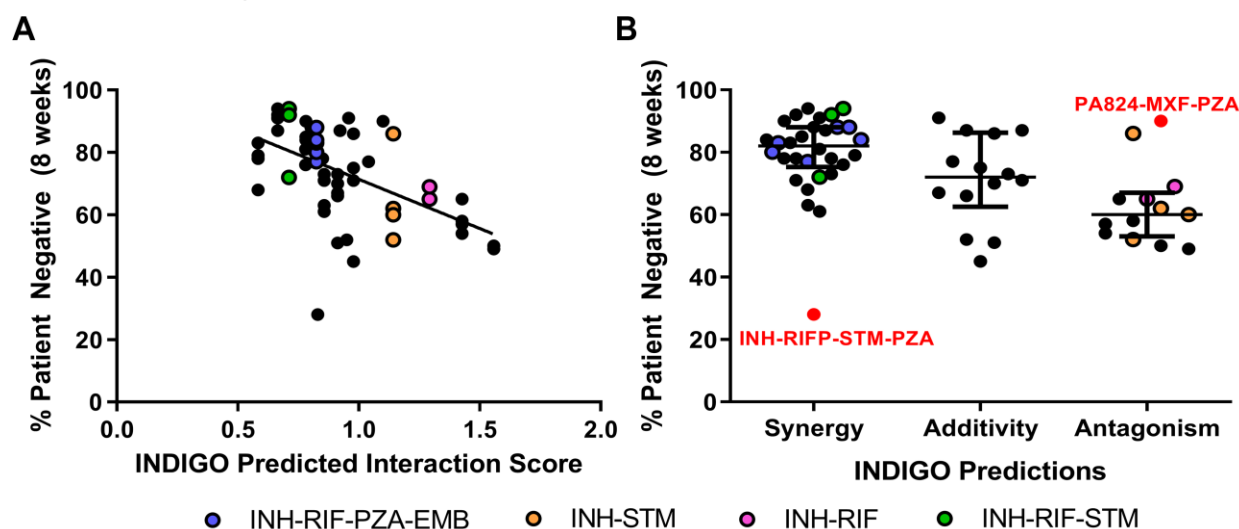 A
B
% Patient Negative (8 weeks)
100
80
60
40
20
0
0.0 0.5 1.0 1.5 2.0
INDIGO Predicted Interaction Score
% Patient Negative (8 weeks)
100
80
60
40
20
0
PA824-MXF-PZA
INH-RIFP-STM-PZA
Synergy Additivity Antagonism
INDIGO Predictions
INH-RIF-PZA-EMB INH-STM INH-RIF INH-RIF-STM